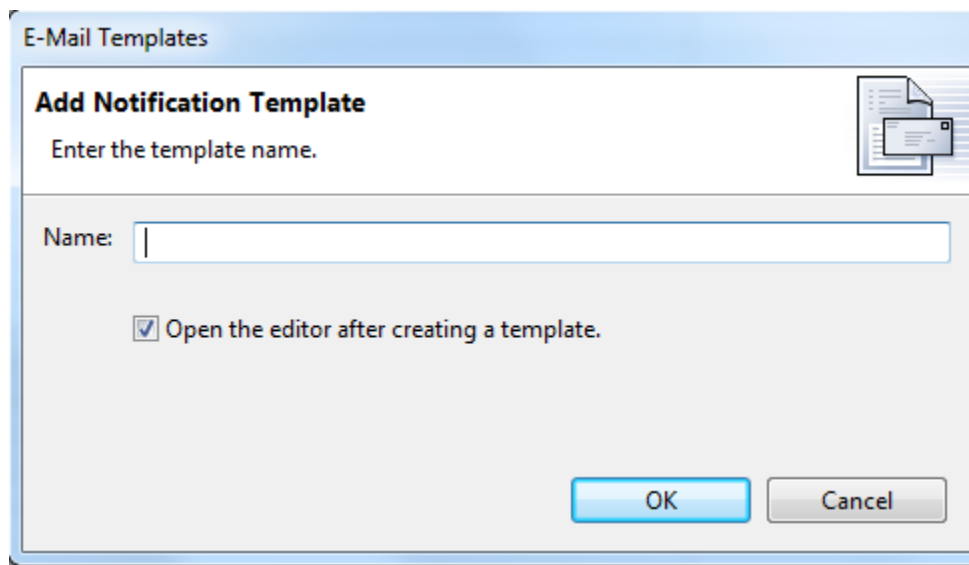 E-Mail Templates
Add Notification Template
Enter the template name.
Name:
Open the editor after creating a template.
OK
Cancel